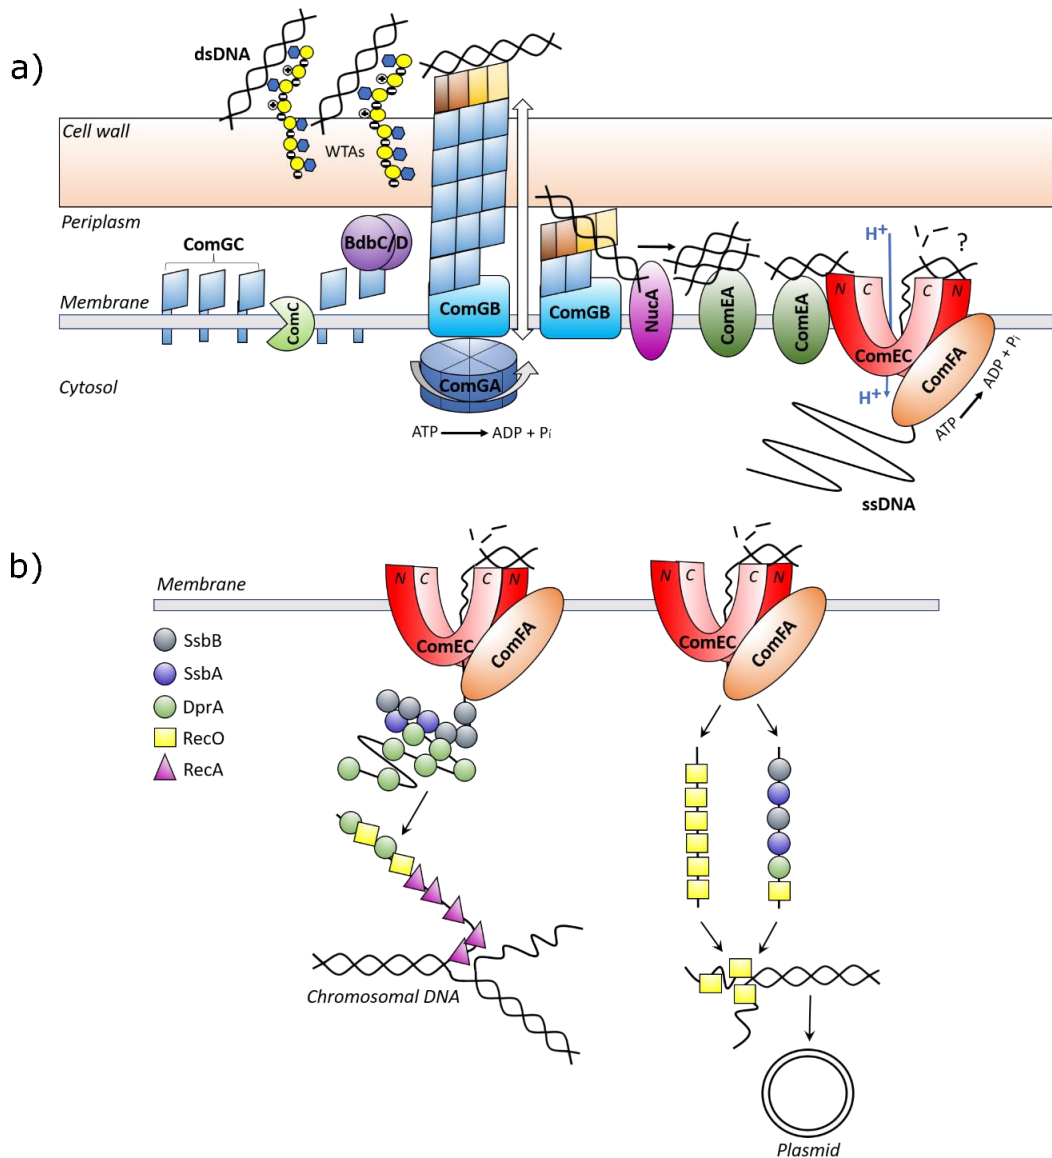 a)
dsDNA
WTAs
Cell wall
Periplasm
ComGC
BdbC/D
Membrane
ComC
ComGB
ComGB
NucA
ComEA
ComEA
H+
?
N
C
C
N
ComEC
ComFA
H+
ATP → ADP + Pi
Cytosol
ComGA
ATP → ADP + Pi
ssDNA
b)
Membrane
N
C
C
N
ComEC
ComFA
N
C
C
N
ComEC
ComFA
SsbB
SsbA
DprA
RecO
RecA
Chromosomal DNA
Plasmid